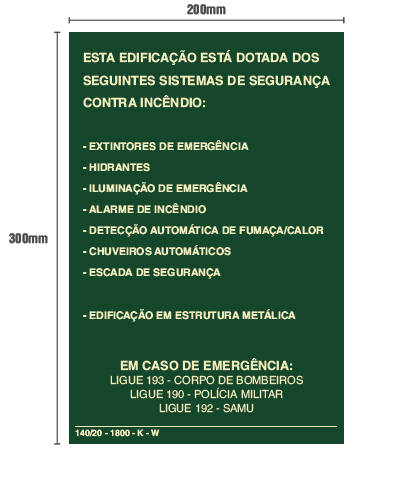 200mm
300mm
ESTA EDIFICAÇÃO ESTÁ DOTADA DOS
SEGUINTES SISTEMAS DE SEGURANÇA
CONTRA INCÊNDIO:
- EXTINTORES DE EMERGÊNCIA
- HIDRANTES
- ILUMINAÇÃO DE EMERGÊNCIA
- ALARME DE INCÊNDIO
- DETECÇÃO AUTOMÁTICA DE FUMAÇA/CALOR
- CHUVEIROS AUTOMÁTICOS
- ESCADA DE SEGURANÇA
- EDIFICAÇÃO EM ESTRUTURA METÁLICA
EM CASO DE EMERGÊNCIA:
LIGUE 193 - CORPO DE BOMBEIROS
LIGUE 190 - POLÍCIA MILITAR
LIGUE 192 - SAMU
140/20 - 1800 - K - W